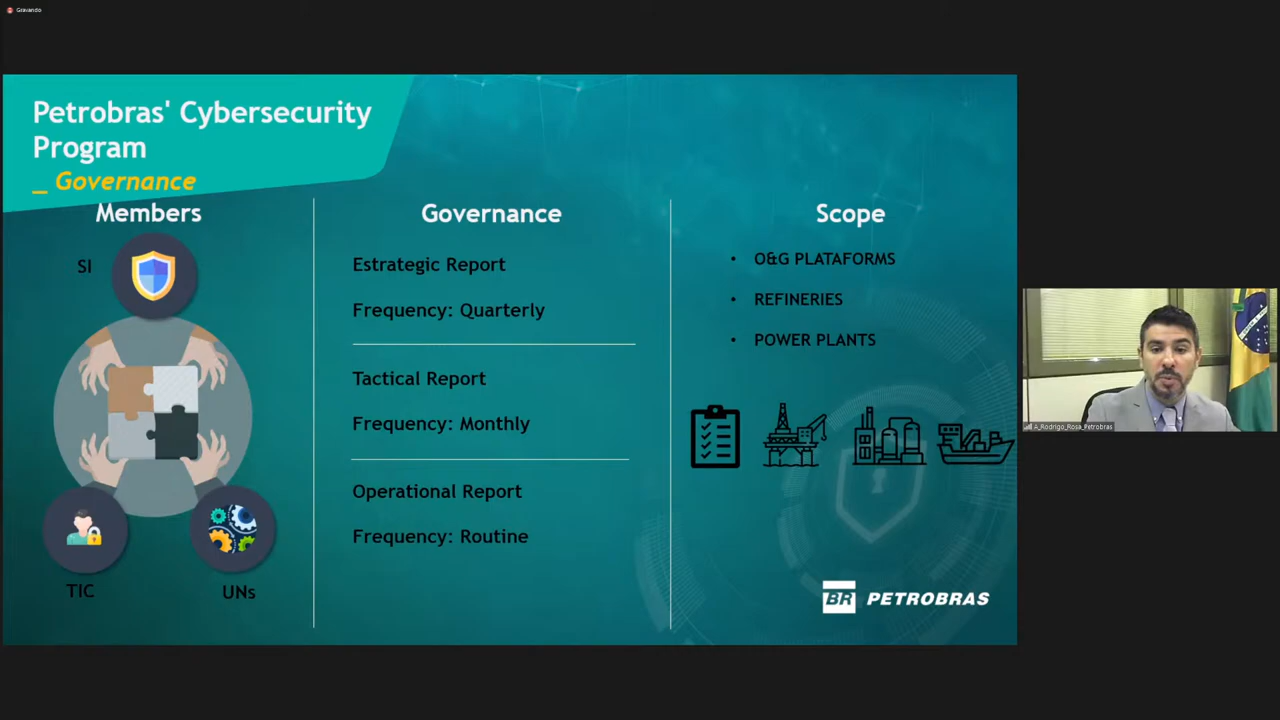 Gravando
Petrobras' Cybersecurity
Program
_ Governance
Members
SI
TIC
UNs
Governance
Estrategic Report
Frequency: Quarterly
Tactical Report
Frequency: Monthly
Operational Report
Frequency: Routine
Scope
• O&G PLATAFORMS
• REFINERIES
• POWER PLANTS
BR PETROBRAS
A_Rodrigo_Rosa_Petrobras